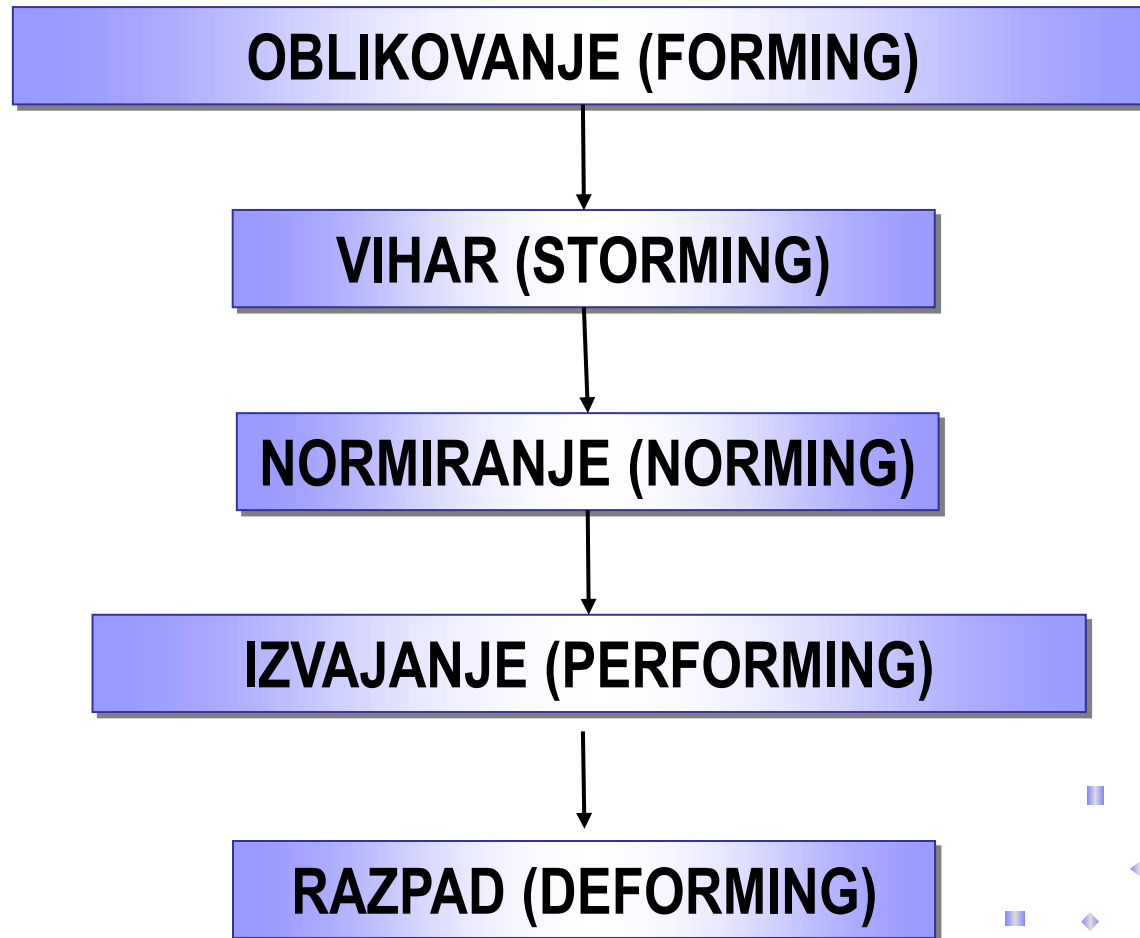 OBLIKOVANJE (FORMING)
VIHAR (STORMING)
NORMIRANJE (NORMING)
IZVAJANJE (PERFORMING)
RAZPAD (DEFORMING)